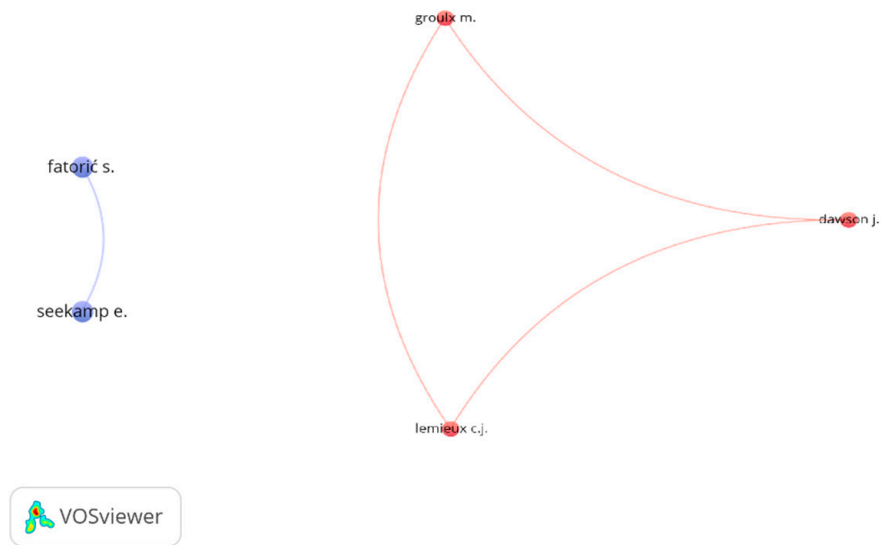 groulx m.
fatorić s.
dawson j.
seekamp e.
lemieux c.j.
VOSviewer